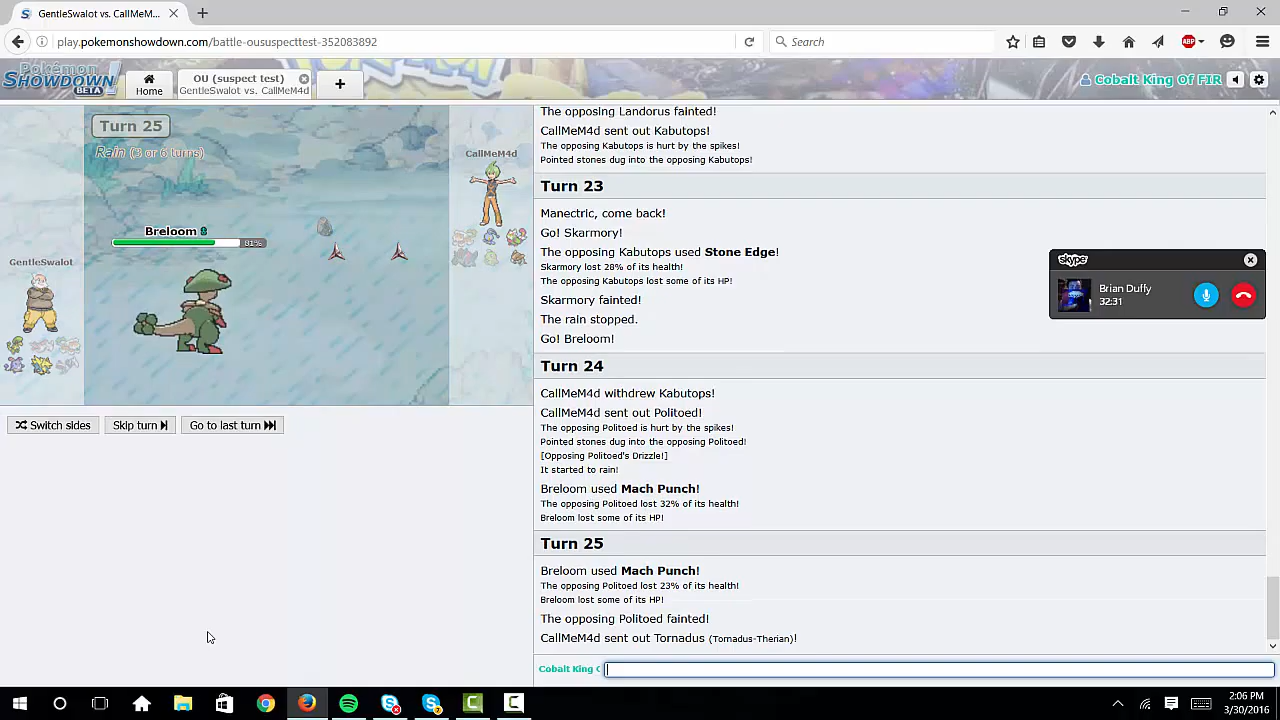 GentleSwalot vs. CallMeM4d...
play.pokemonshowdown.com/battle-oususpecttest-352083892
Search
ABP
Pokémon
SHOWDOWN!
BETA
Home
OU (suspect test)
GentleSwalot vs. CallMeM4d
Cobalt King Of FIR
Turn 25
Rain (3 or 6 turns)
CallMeM4d
Breloom
81%
GentleSwalot
Switch sides
Skip turn
Go to last turn
The opposing Landorus fainted!
CallMeM4d sent out Kabutops!
The opposing Kabutops is hurt by the spikes!
Pointed stones dug into the opposing Kabutops!
Turn 23
Manectric, come back!
Go! Skarmory!
The opposing Kabutops used Stone Edge!
Skarmory lost 28% of its health!
The opposing Kabutops lost some of its HP!
Skarmory fainted!
The rain stopped.
Go! Breloom!
Turn 24
CallMeM4d withdrew Kabutops!
CallMeM4d sent out Politoed!
The opposing Politoed is hurt by the spikes!
Pointed stones dug into the opposing Politoed!
[Opposing Politoed's Drizzle!]
It started to rain!
Breloom used Mach Punch!
The opposing Politoed lost 32% of its health!
Breloom lost some of its HP!
Turn 25
Breloom used Mach Punch!
The opposing Politoed lost 23% of its health!
Breloom lost some of its HP!
The opposing Politoed fainted!
CallMeM4d sent out Tornadus (Tornadus-Therian)!
Cobalt King
skype
Brian Duffy
32:31
2:06 PM
3/30/2016